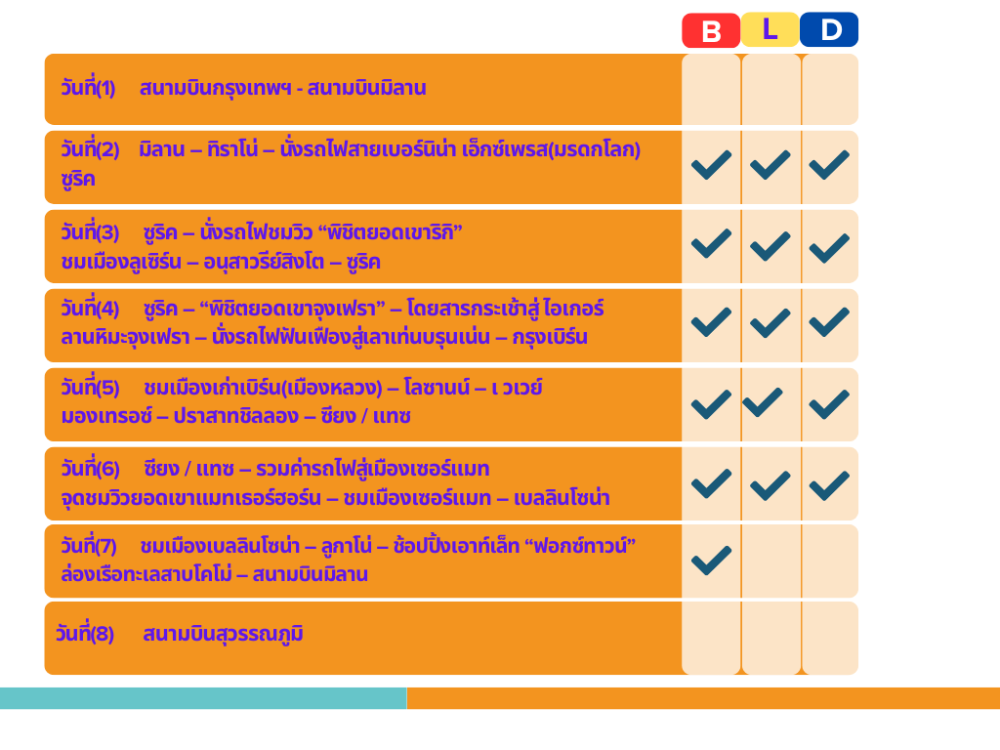 B L D
วันที่(1) สนามบินกรุงเทพฯ - สนามบินมิลาน
วันที่(2) มิลาน – ทิราโน่ – นั่งรถไฟสายเบอร์นิน่า เอ็กซ์เพรส(มรดกโลก)
ซูริค
วันที่(3) ซูริค – นั่งรถไฟชมวิว “พิชิตยอดเขาริกิ”
ชมเมืองลูเซิร์น – อนุสาวรีย์สิงโต – ซูริค
วันที่(4) ซูริค – “พิชิตยอดเขาจุงเฟรา” – โดยสารกระเช้าสู่ ไอเกอร์
ลานหิมะจุงเฟรา – นั่งรถไฟฟันเฟืองสู่เลาเท่นบรุนเน่น – กรุงเบิร์น
วันที่(5) ชมเมืองเก่าเบิร์น(เมืองหลวง) – โลซานน์ – เ วเวย์
มองเทรอซ์ – ปราสาทชิลลอง – ซียง / แทซ
วันที่(6) ซียง / แทซ – รวมค่ารถไฟสู่เมืองเซอร์แมท
จุดชมวิวยอดเขาแมทเธอร์ฮอร์น – ชมเมืองเซอร์แมท – เบลลินโซน่า
วันที่(7) ชมเมืองเบลลินโซน่า – ลูกาโน่ – ช้อปปิ้งเอาท์เล็ท “ฟอกซ์ทาวน์”
ล่องเรือทะเลสาบโคโม่ – สนามบินมิลาน
วันที่(8) สนามบินสุวรรณภูมิ